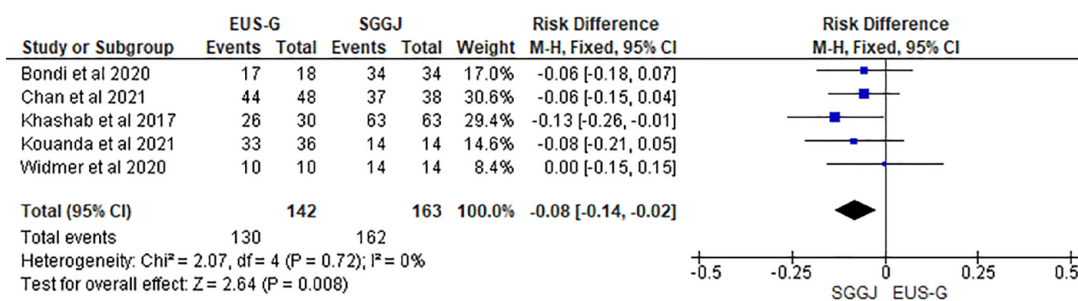 EUS-G SGGJ Risk Difference Risk Difference
Study or Subgroup Events Total Events Total Weight M-H, Fixed, 95% CI M-H, Fixed, 95% CI
Bondi et al 2020 17 18 34 34 17.0% -0.06 [-0.18, 0.07]
Chan et al 2021 44 48 37 38 30.6% -0.06 [-0.15, 0.04]
Khashab et al 2017 26 30 63 63 29.4% -0.13 [-0.26, -0.01]
Kouanda et al 2021 33 36 14 14 14.6% -0.08 [-0.21, 0.05]
Widmer et al 2020 10 10 14 14 8.4% 0.00 [-0.15, 0.15]
Total (95% CI) 142 163 100.0% -0.08 [-0.14, -0.02]
Total events 130 162
Heterogeneity: Chi² = 2.07, df = 4 (P = 0.72); I² = 0%
Test for overall effect: Z = 2.64 (P = 0.008)
-0.5 -0.25 0 0.25 0.5
SGGJ EUS-G